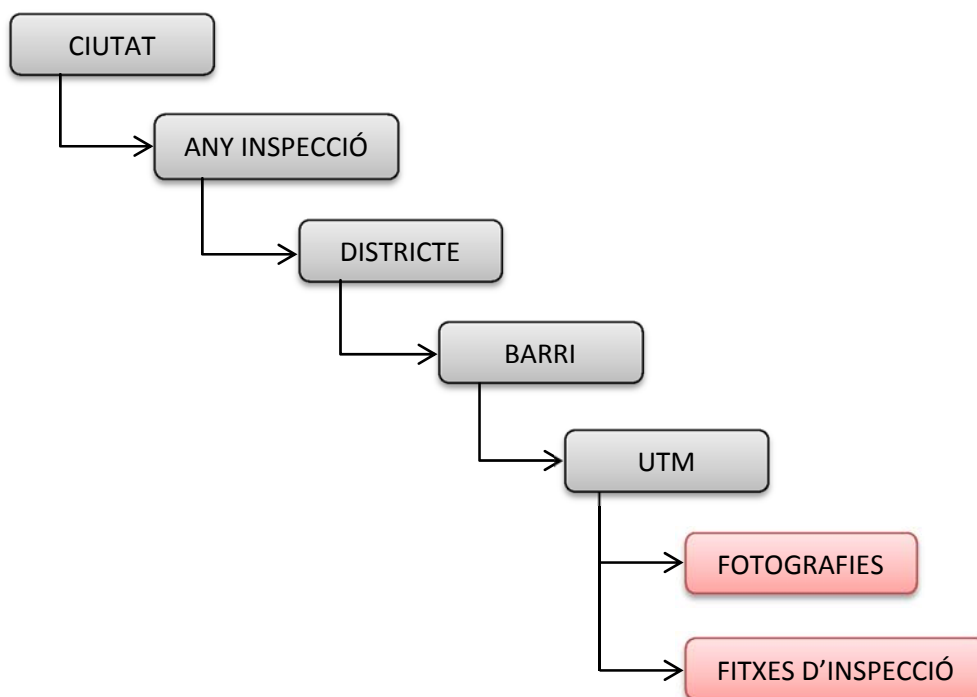 CIUTAT
ANY INSPECCIÓ
DISTRICTE
BARRI
UTM
FOTOGRAFIES
FITXES D’INSPECCIÓ